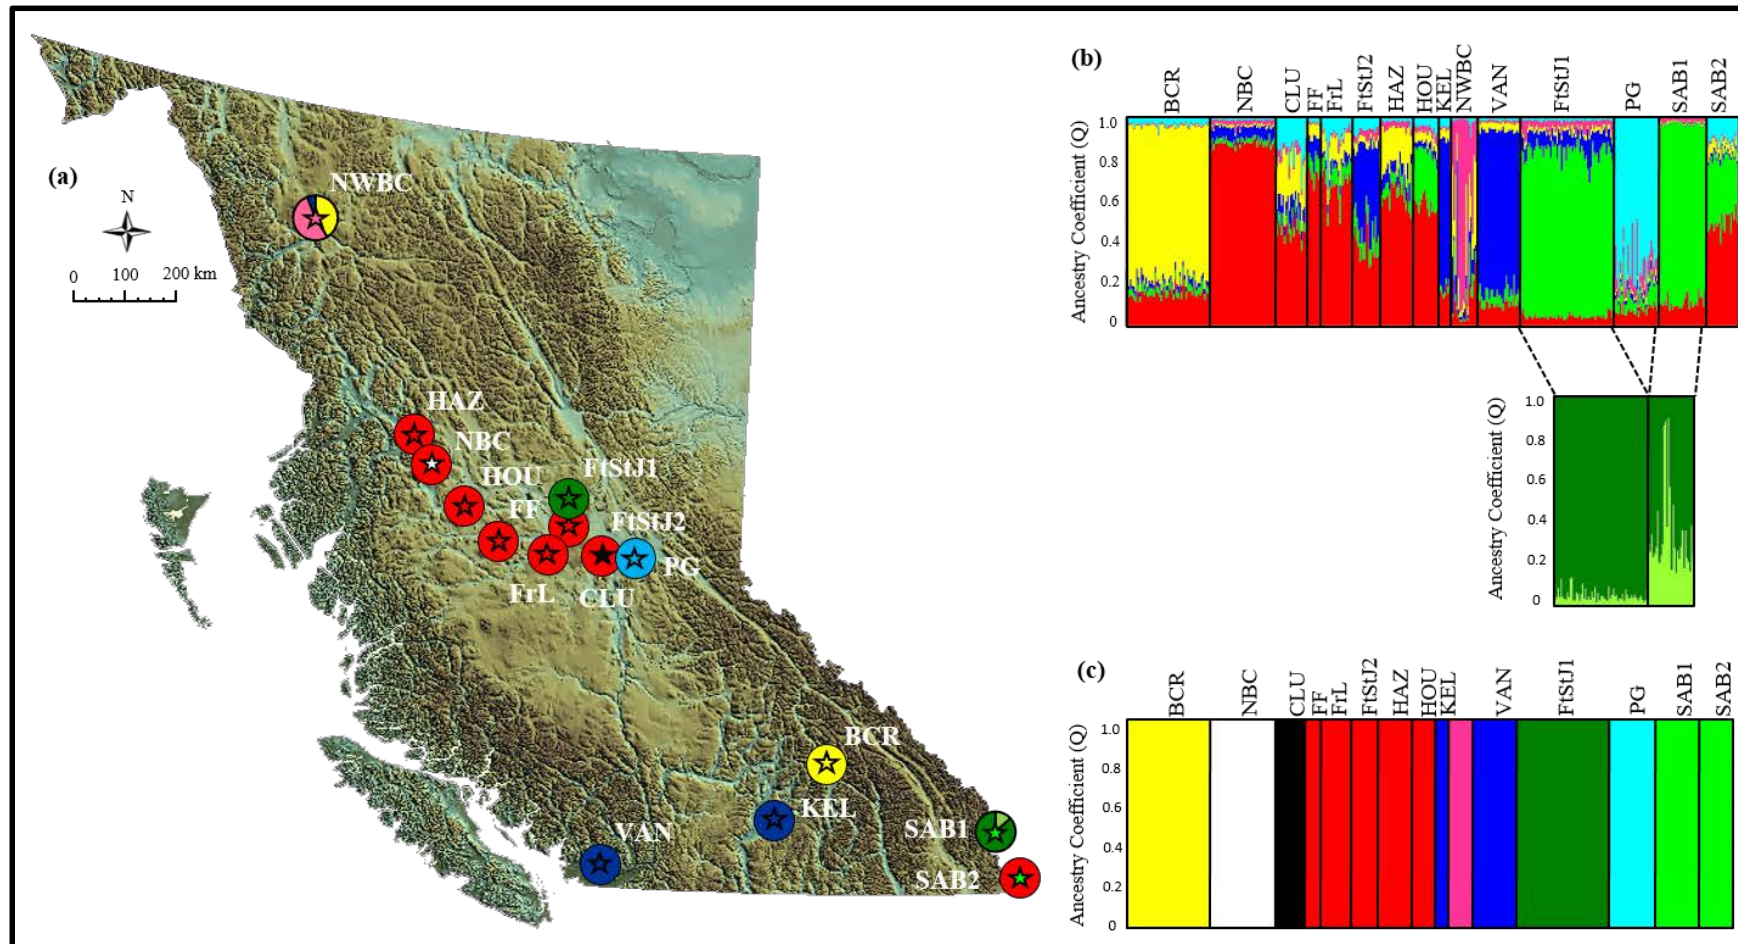 (a)
N
0 100 200 km
NWBC
HAZ
NBC
HOU
FtStJ1
FF
FtStJ2
PG
FrL
CLU
BCR
KEL
VAN
SAB1
SAB2
(b)
BCR NBC CLU FF FrL FtStJ2 HAZ HOU KEL NWBC VAN FtStJ1 PG SAB1 SAB2
Ancestry Coefficient (Q)
1.0
0.8
0.6
0.4
0.2
0
Ancestry Coefficient (Q)
1.0
0.8
0.6
0.4
0.2
0
(c)
BCR NBC CLU FF FrL FtStJ2 HAZ HOU KEL VAN FtStJ1 PG SAB1 SAB2
Ancestry Coefficient (Q)
1.0
0.8
0.6
0.4
0.2
0